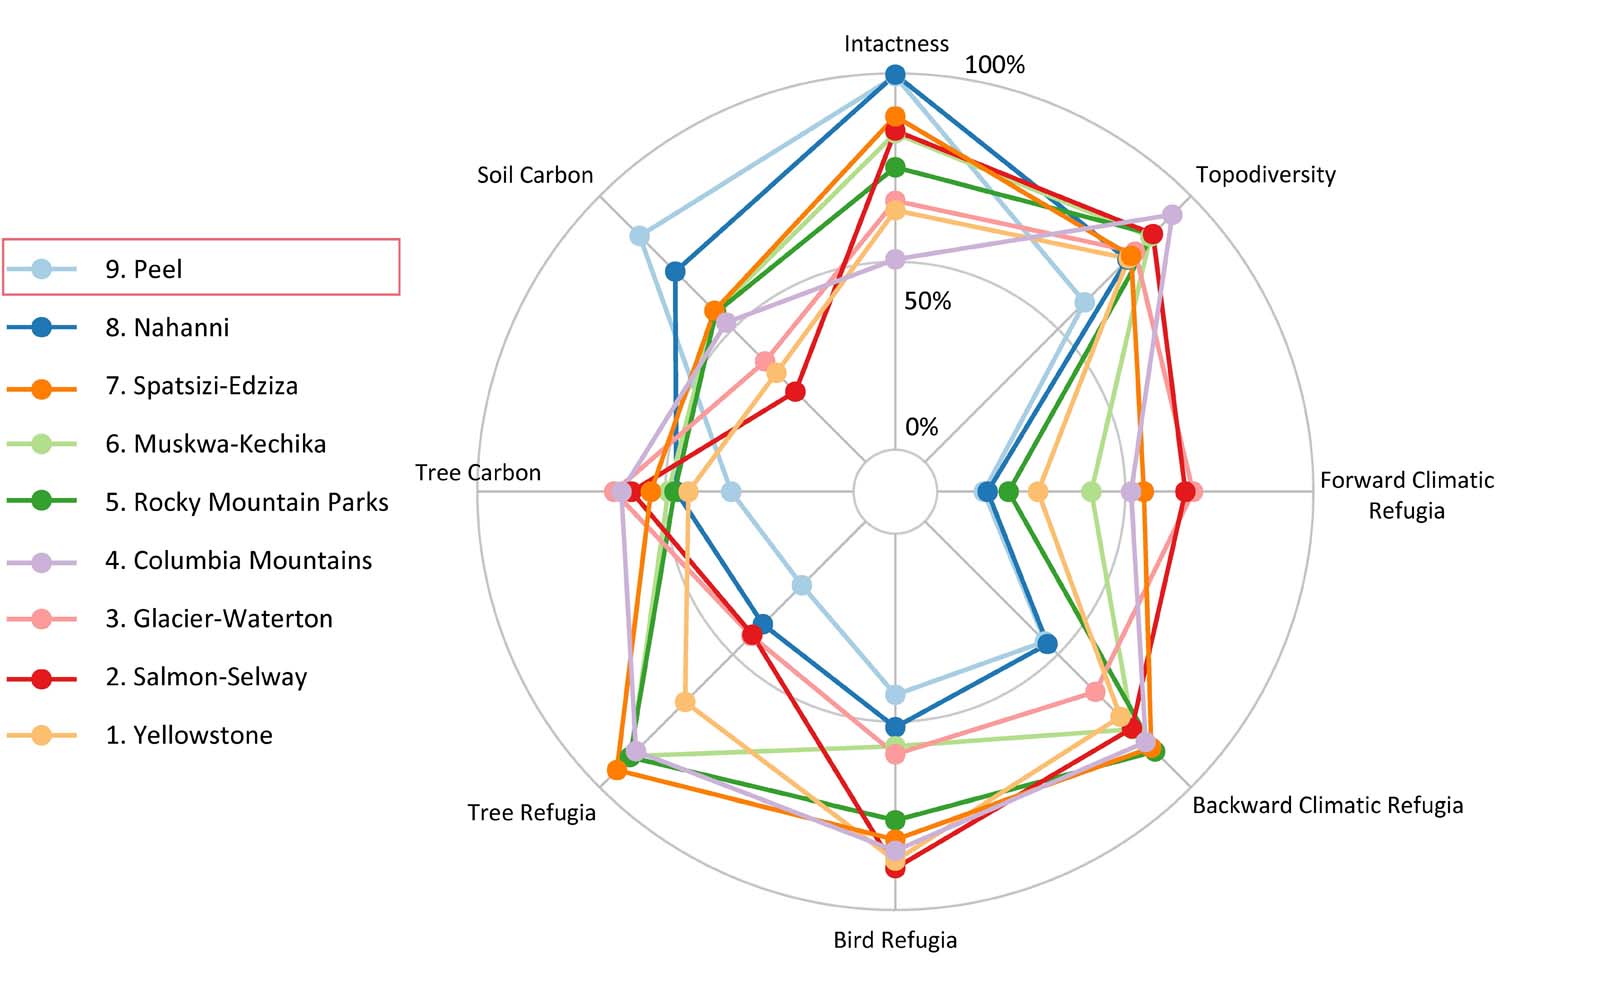 Intactness
100%
Soil Carbon
Topodiversity
9. Peel
50%
8. Nahanni
7. Spatsizi-Edziza
0%
6. Muskwa-Kechika
Tree Carbon
Forward Climatic
Refugia
5. Rocky Mountain Parks
4. Columbia Mountains
3. Glacier-Waterton
2. Salmon-Selway
1. Yellowstone
Tree Refugia
Backward Climatic Refugia
Bird Refugia